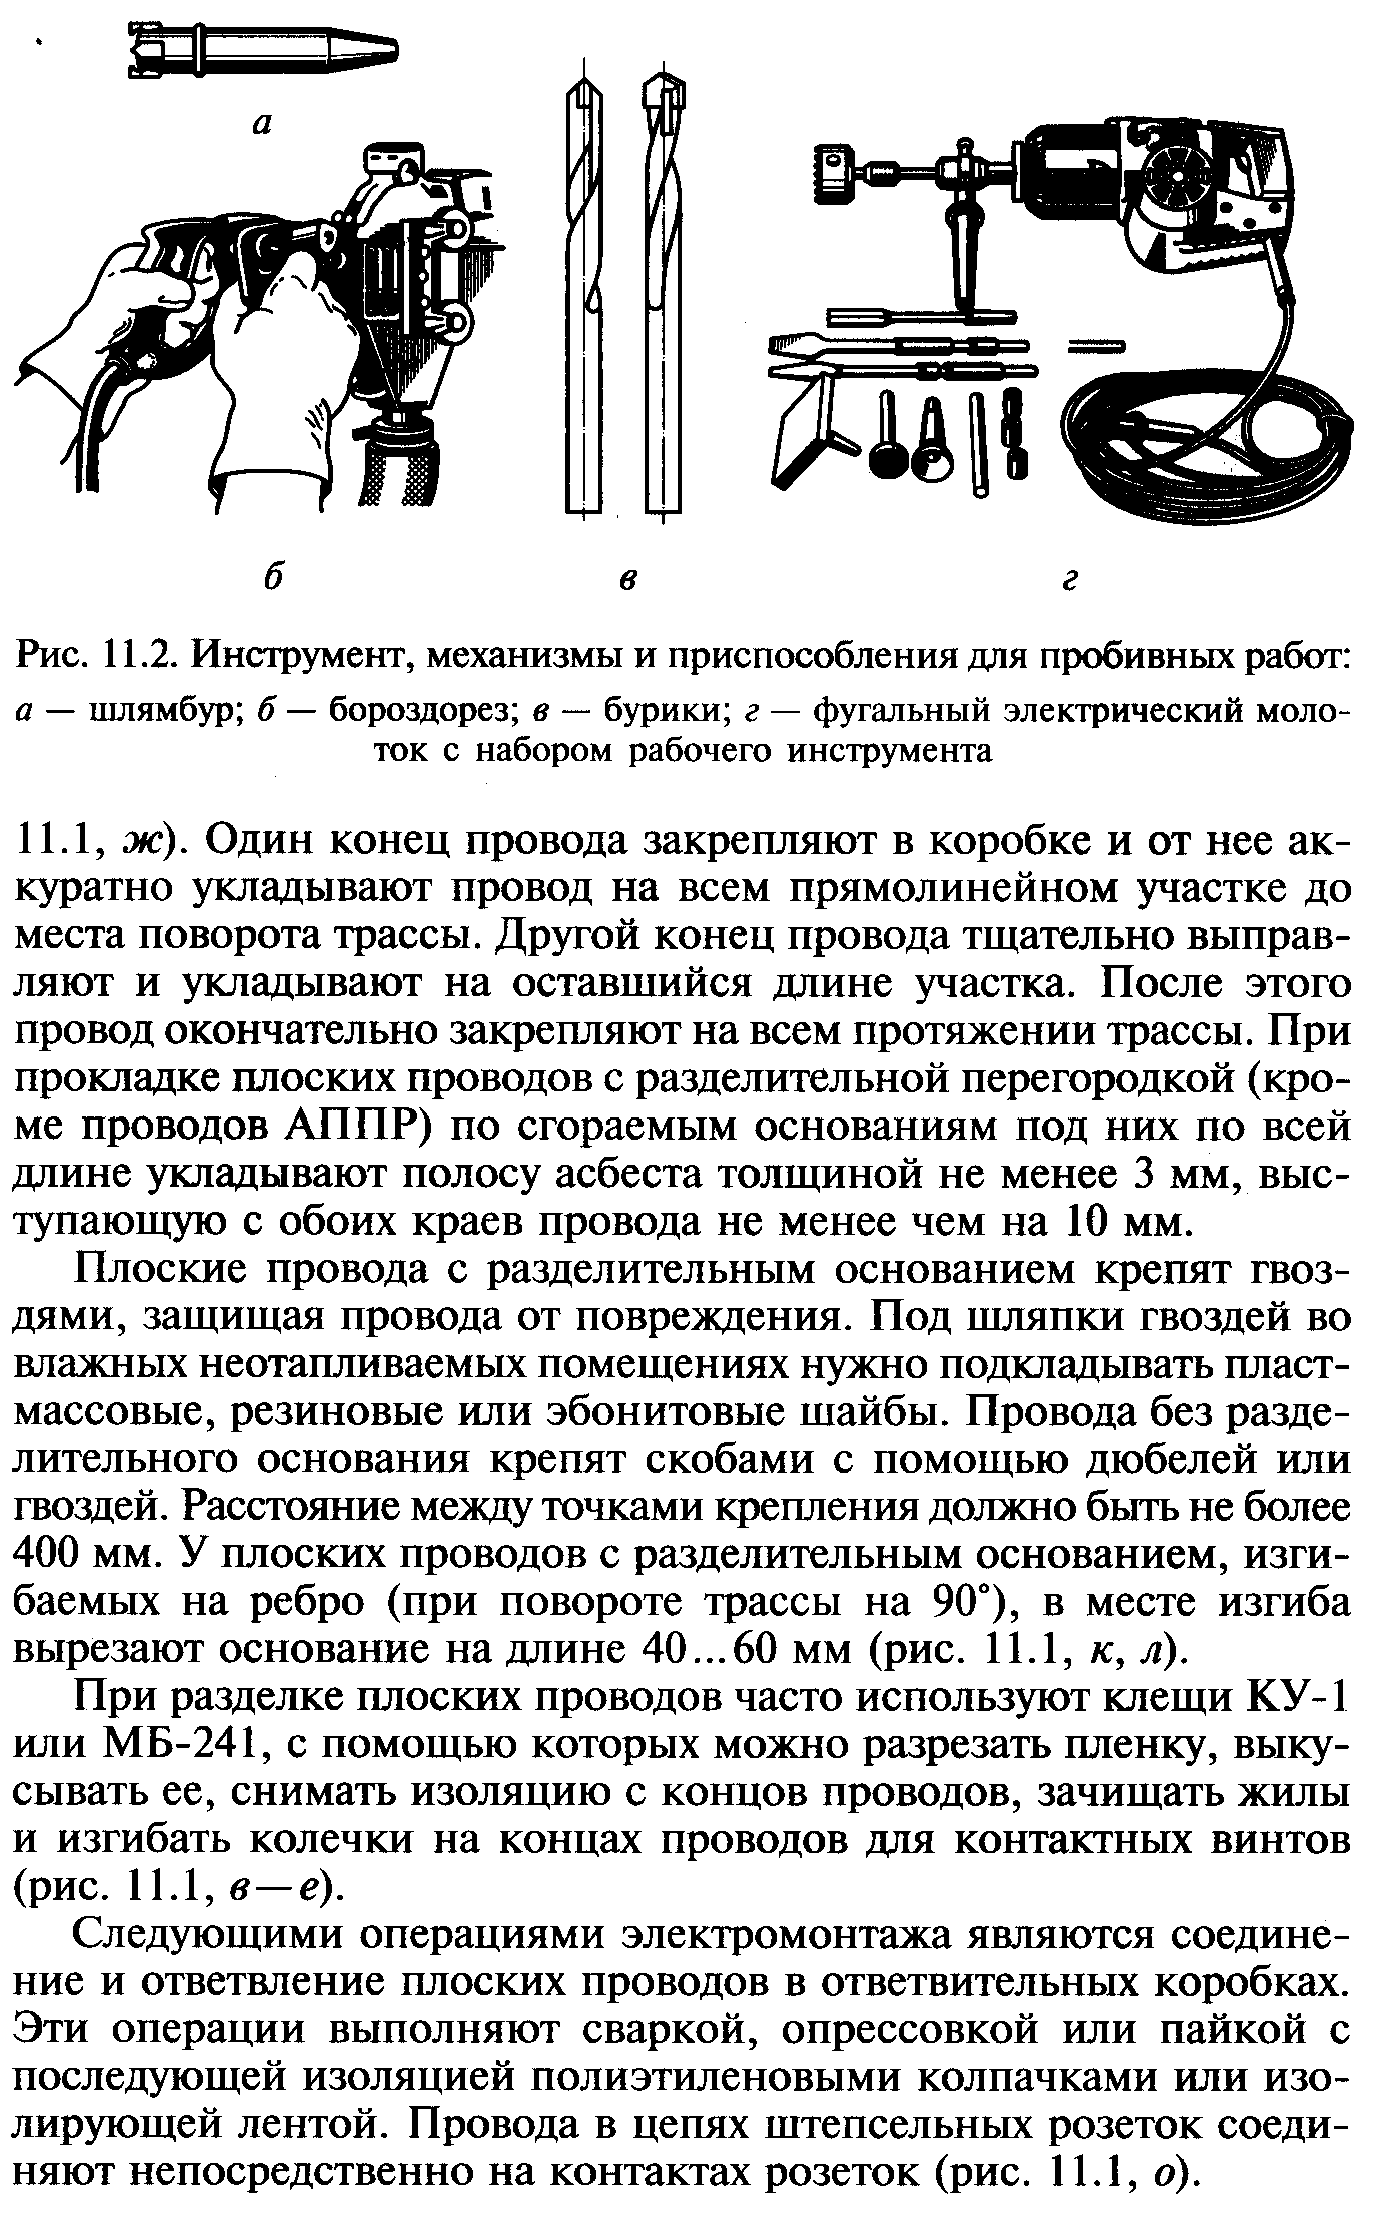 а
б
в
г
Рис. 11.2. Инструмент, механизмы и приспособления для пробивных работ:
а — шлямбур; б — бороздорез; в — бурики; г — фугальный электрический моло-
ток с набором рабочего инструмента
11.1, ж). Один конец провода закрепляют в коробке и от нее ак-
куратно укладывают провод на всем прямолинейном участке до
места поворота трассы. Другой конец провода тщательно выправ-
ляют и укладывают на оставшийся длине участка. После этого
провод окончательно закрепляют на всем протяжении трассы. При
прокладке плоских проводов с разделительной перегородкой (кро-
ме проводов АППР) по сгораемым основаниям под них по всей
длине укладывают полосу асбеста толщиной не менее 3 мм, выс-
тупающую с обоих краев провода не менее чем на 10 мм.
Плоские провода с разделительным основанием крепят гвоз-
дями, защищая провода от повреждения. Под шляпки гвоздей во
влажных неотапливаемых помещениях нужно подкладывать пласт-
массовые, резиновые или эбонитовые шайбы. Провода без разде-
лительного основания крепят скобами с помощью дюбелей или
гвоздей. Расстояние между точками крепления должно быть не более
400 мм. У плоских проводов с разделительным основанием, изги-
баемых на ребро (при повороте трассы на 90°), в месте изгиба
вырезают основание на длине 40...60 мм (рис. 11.1, к, л).
При разделке плоских проводов часто используют клещи КУ-1
или МБ-241, с помощью которых можно разрезать пленку, выку-
сывать ее, снимать изоляцию с концов проводов, зачищать жилы
и изгибать колечки на концах проводов для контактных винтов
(рис. 11.1, в—е).
Следующими операциями электромонтажа являются соедине-
ние и ответвление плоских проводов в ответвительных коробках.
Эти операции выполняют сваркой, опрессовкой или пайкой с
последующей изоляцией полиэтиленовыми колпачками или изо-
лирующей лентой. Провода в цепях штепсельных розеток соеди-
няют непосредственно на контактах розеток (рис. 11.1, о).